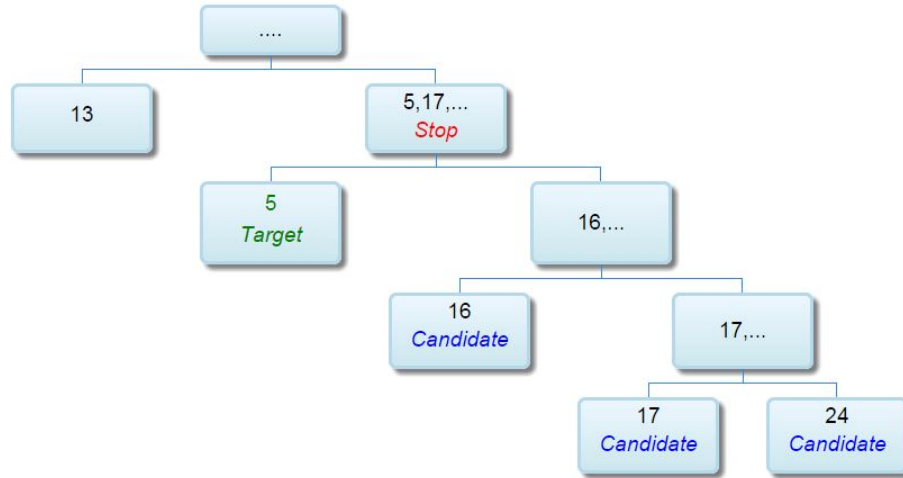 ....
13
5,17,...
Stop
5
Target
16,...
16
Candidate
17,...
17
Candidate
24
Candidate